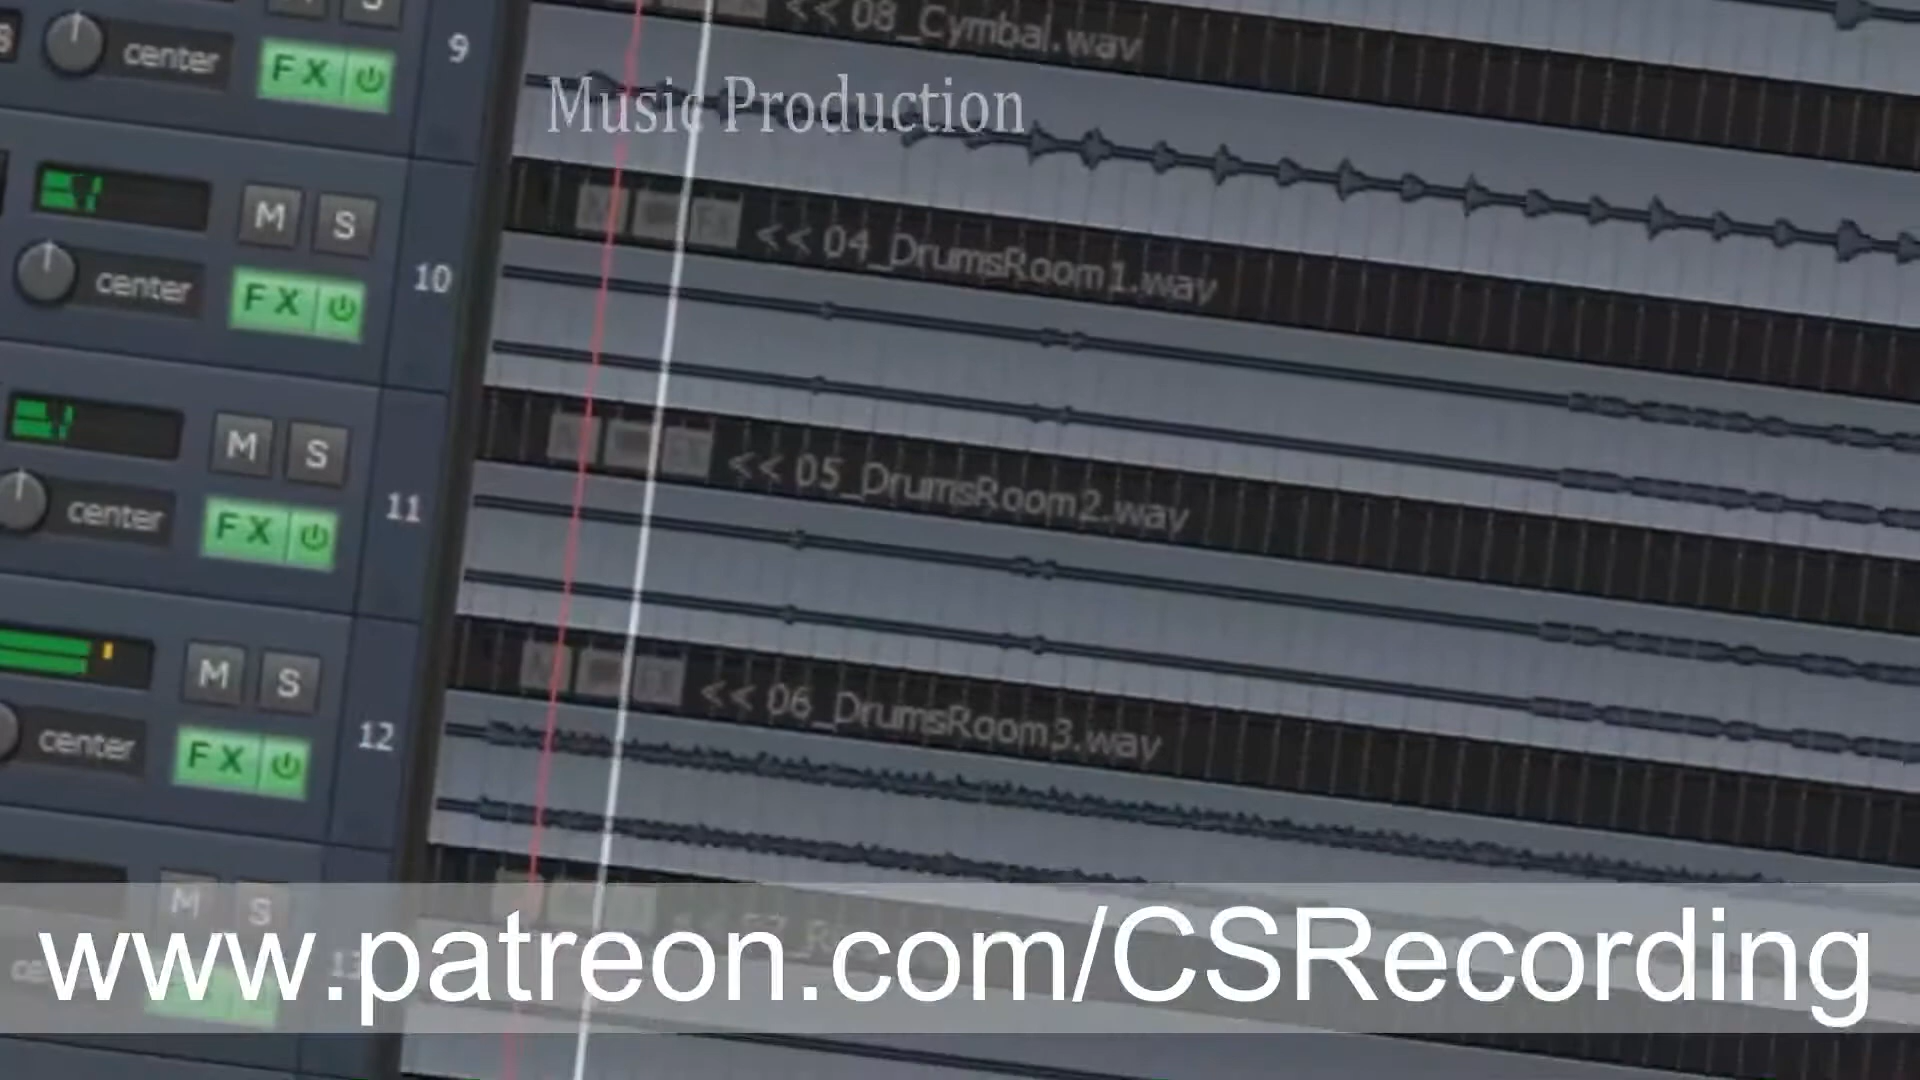 << 08_Cymbal.wav
center
FX
9
Music Production
M S
<< 04_DrumsRoom1.wav
center
FX
10
M S
<< 05_DrumsRoom2.wav
center
FX
11
M S
<< 06_DrumsRoom3.wav
center
FX
12
M S
13
www.patreon.com/CSRecording